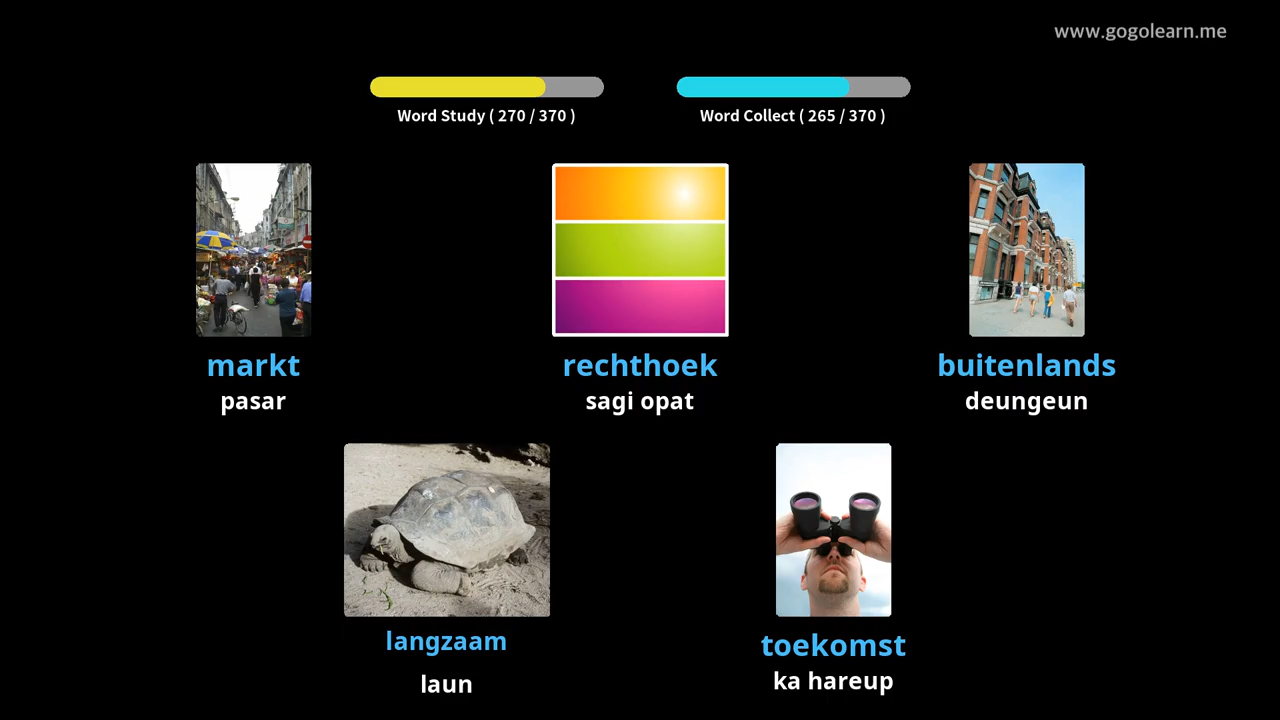 www.gogolearn.me
Word Study ( 270 / 370 )
Word Collect ( 265 / 370 )
markt
pasar
rechthoek
sagi opat
buitenlands
deungeun
langzaam
laun
toekomst
ka hareup